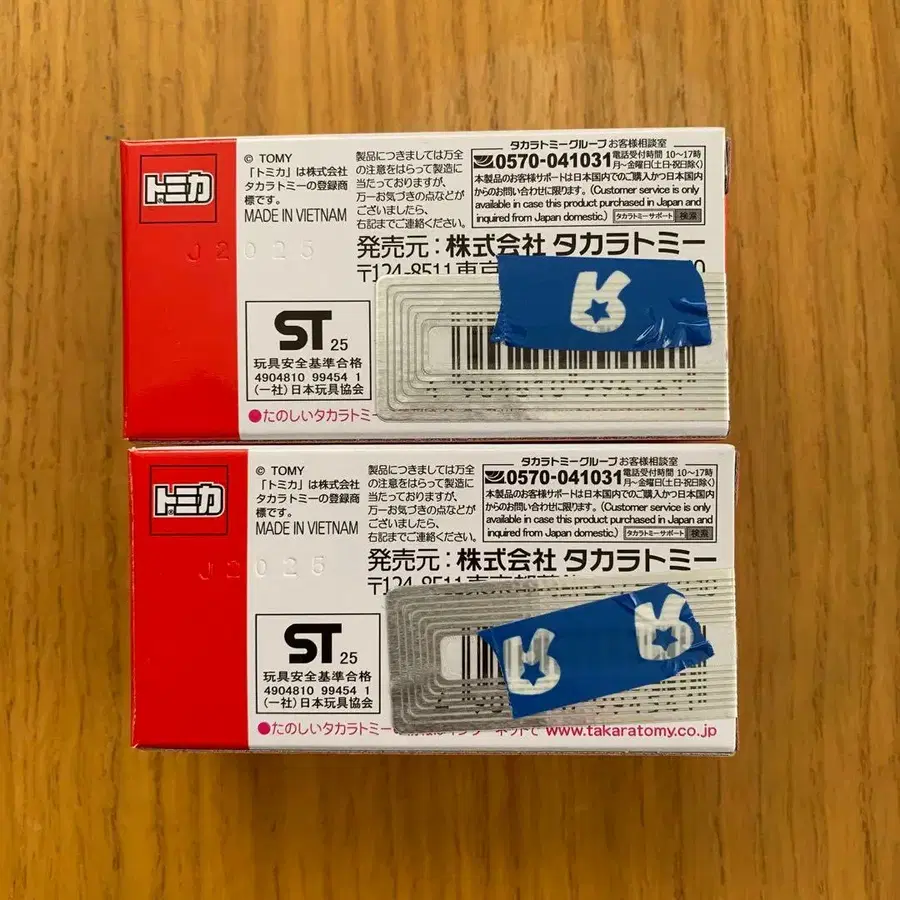 トミカ
®
© TOMY
「トミカ」は株式会社
タカラトミーの登録商
標です。
MADE IN VIETNAM
J2025
製品につきましては万全
の注意をはらって製造に
当たっておりますが、
万一お気づきの点などが
ございましたら、
右記までご連絡ください。
タカラトミーグループお客様相談室
0570-041031 電話受付時間 10〜17時
月〜金曜日(土日・祝日除く)
本製品のお客様サポートは日本国内でのご購入かつ日本国内
からのお問い合わせに限ります。(Customer service is only
available in case this product purchased in Japan and
inquired from Japan domestic.) タカラトミーサポート 検索
発売元:株式会社 タカラトミー
〒124-8511 東京
ST 25
玩具安全基準合格
4904810 99454 1
(一社)日本玩具協会
●たのしいタカラトミー
トミカ
®
© TOMY
「トミカ」は株式会社
タカラトミーの登録商
標です。
MADE IN VIETNAM
J2025
製品につきましては万全
の注意をはらって製造に
当たっておりますが、
万一お気づきの点などが
ございましたら、
右記までご連絡ください。
タカラトミーグループお客様相談室
0570-041031 電話受付時間 10〜17時
月〜金曜日(土日・祝日除く)
本製品のお客様サポートは日本国内でのご購入かつ日本国内
からのお問い合わせに限ります。(Customer service is only
available in case this product purchased in Japan and
inquired from Japan domestic.) タカラトミーサポート 検索
発売元:株式会社 タカラトミー
〒124-8511 東京都
ST 25
玩具安全基準合格
4904810 99454 1
(一社)日本玩具協会
●たのしいタカラトミー www.takaratomy.co.jp